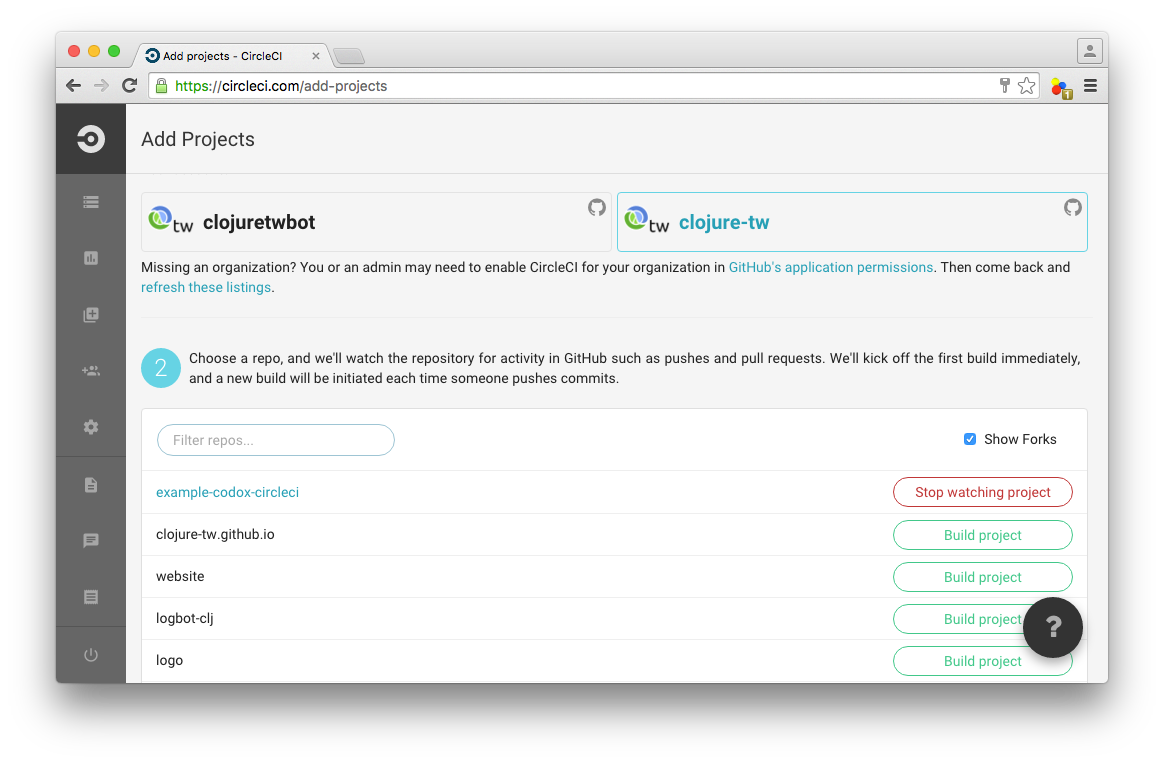 Add projects - CircleCI
https://circleci.com/add-projects
1
Add Projects
tw clojuretwbot
tw clojure-tw
Missing an organization? You or an admin may need to enable CircleCI for your organization in GitHub's application permissions. Then come back and
refresh these listings.
2
Choose a repo, and we'll watch the repository for activity in GitHub such as pushes and pull requests. We'll kick off the first build immediately,
and a new build will be initiated each time someone pushes commits.
Filter repos...
Show Forks
example-codox-circleci
Stop watching project
clojure-tw.github.io
Build project
website
Build project
logbot-clj
Build project
?
logo
Build project